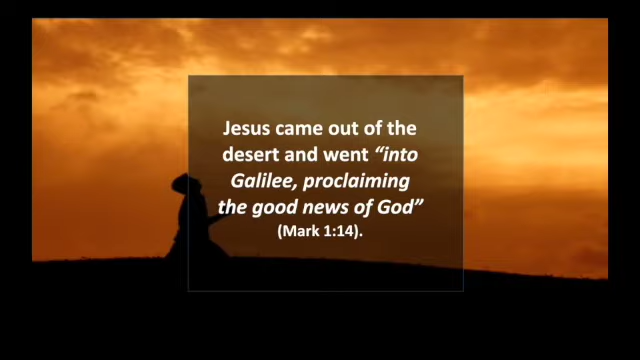 Jesus came out of the
desert and went “into
Galilee, proclaiming
the good news of God”
(Mark 1:14).